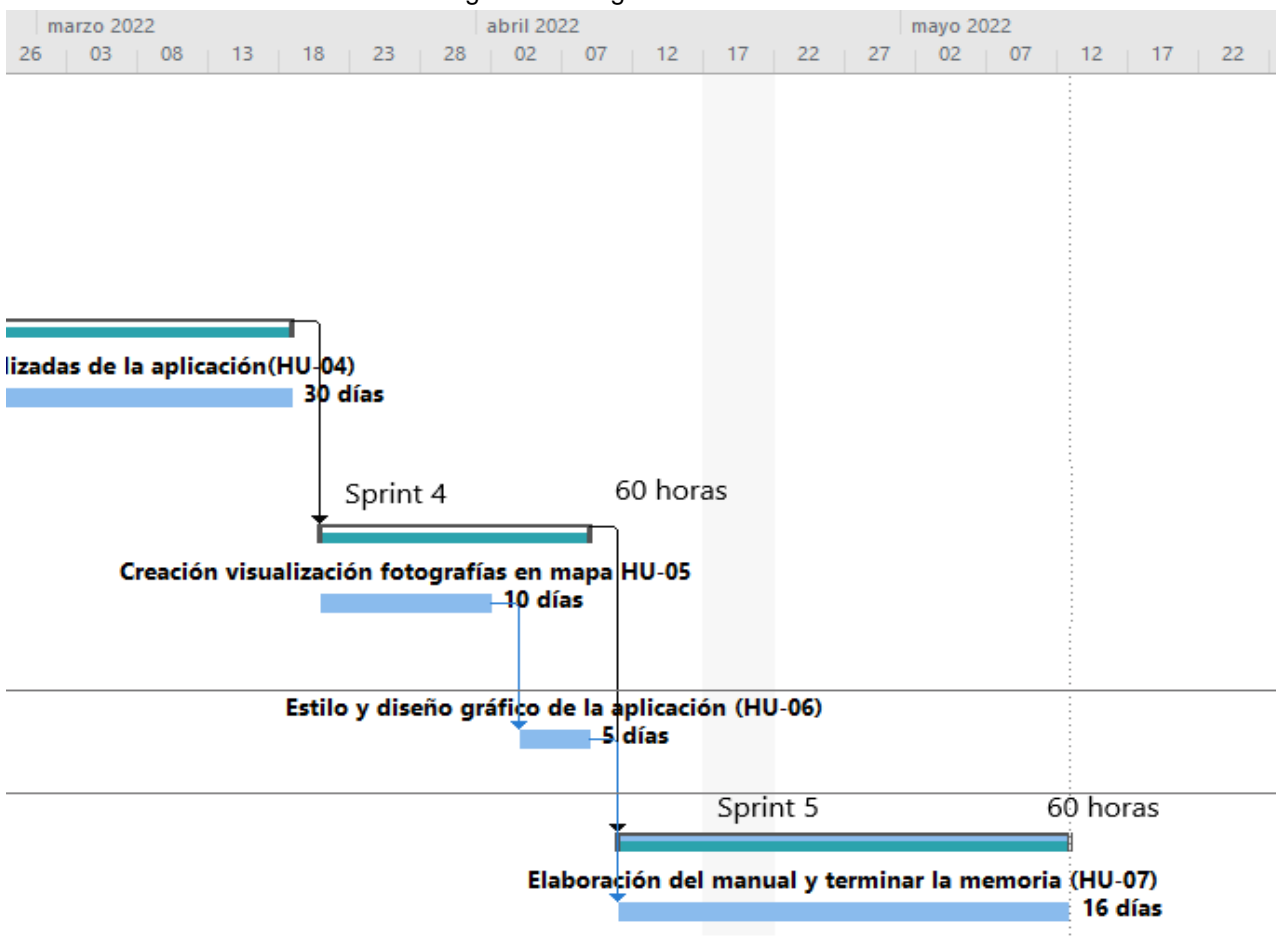 marzo 2022 abril 2022 mayo 2022
26 03 08 13 18 23 28 02 07 12 17 22 27 02 07 12 17 22
lizadas de la aplicación(HU-04)
30 días
Sprint 4 60 horas
Creación visualización fotografías en mapa HU-05
10 días
Estilo y diseño gráfico de la aplicación (HU-06)
5 días
Sprint 5 60 horas
Elaboración del manual y terminar la memoria (HU-07)
16 días